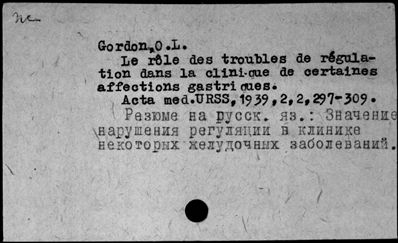 Gordon,O.L.
Le rôle des troubles de régula-
tion dans la clinique de certaines
affections gastriques.
Acta med.URSS,1939,2,2,297-309.
Резюме на русск. яз.: Значение
нарушения регуляции в клинике
некоторых желудочных заболеваний.